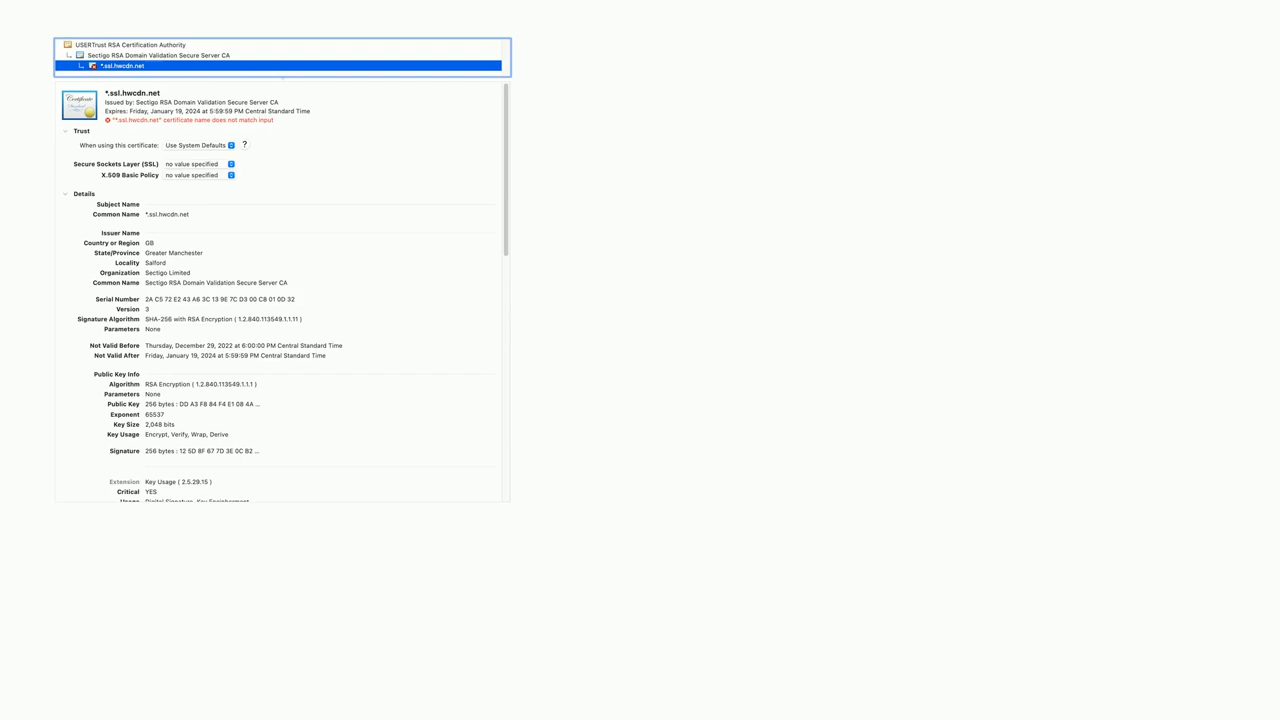 USERTrust RSA Certification Authority
Sectigo RSA Domain Validation Secure Server CA
*.ssl.hwcdn.net
Certificate
*.ssl.hwcdn.net
Issued by: Sectigo RSA Domain Validation Secure Server CA
Expires: Friday, January 19, 2024 at 5:59:59 PM Central Standard Time
"*.ssl.hwcdn.net" certificate name does not match input
Trust
When using this certificate: Use System Defaults ?
Secure Sockets Layer (SSL) no value specified
X.509 Basic Policy no value specified
Details
Subject Name
Common Name *.ssl.hwcdn.net
Issuer Name
Country or Region GB
State/Province Greater Manchester
Locality Salford
Organization Sectigo Limited
Common Name Sectigo RSA Domain Validation Secure Server CA
Serial Number 2A C5 72 E2 43 A6 3C 13 9E 7C D3 00 C8 01 0D 32
Version 3
Signature Algorithm SHA-256 with RSA Encryption ( 1.2.840.113549.1.1.11 )
Parameters None
Not Valid Before Thursday, December 29, 2022 at 6:00:00 PM Central Standard Time
Not Valid After Friday, January 19, 2024 at 5:59:59 PM Central Standard Time
Public Key Info
Algorithm RSA Encryption ( 1.2.840.113549.1.1.1 )
Parameters None
Public Key 256 bytes : DD A3 F8 84 F4 E1 08 4A ...
Exponent 65537
Key Size 2,048 bits
Key Usage Encrypt, Verify, Wrap, Derive
Signature 256 bytes : 12 5D 8F 67 7D 3E 0C B2 ...
Extension Key Usage ( 2.5.29.15 )
Critical YES
Usage Digital Signature, Key Encipherment